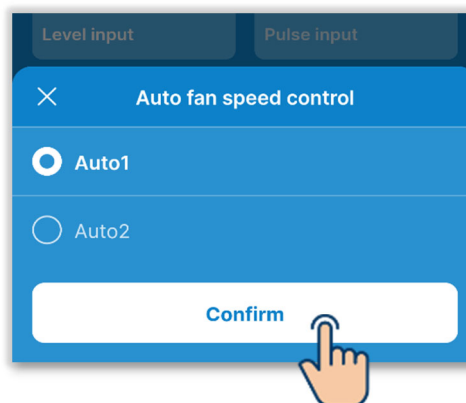 Level input
Pulse input
Auto fan speed control
Auto1
Auto2
Confirm